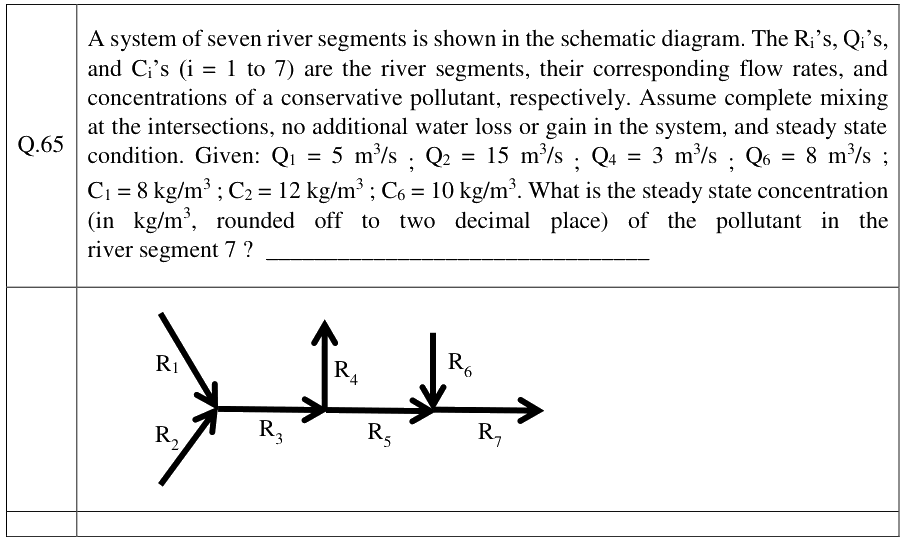 A system of seven river segments is shown in the schematic diagram. The Rᵢ's, Qᵢ's,
and Cᵢ's (i = 1 to 7) are the river segments, their corresponding flow rates, and
concentrations of a conservative pollutant, respectively. Assume complete mixing
at the intersections, no additional water loss or gain in the system, and steady state
Q.65
condition. Given: Q₁ = 5 m³/s ; Q₂ = 15 m³/s ; Q₄ = 3 m³/s ; Q₆ = 8 m³/s ;
C₁ = 8 kg/m³ ; C₂ = 12 kg/m³ ; C₆ = 10 kg/m³. What is the steady state concentration
(in kg/m³, rounded off to two decimal place) of the pollutant in the
river segment 7 ? ________________________________
R₁
R₄
R₆
R₂
R₃
R₅
R₇